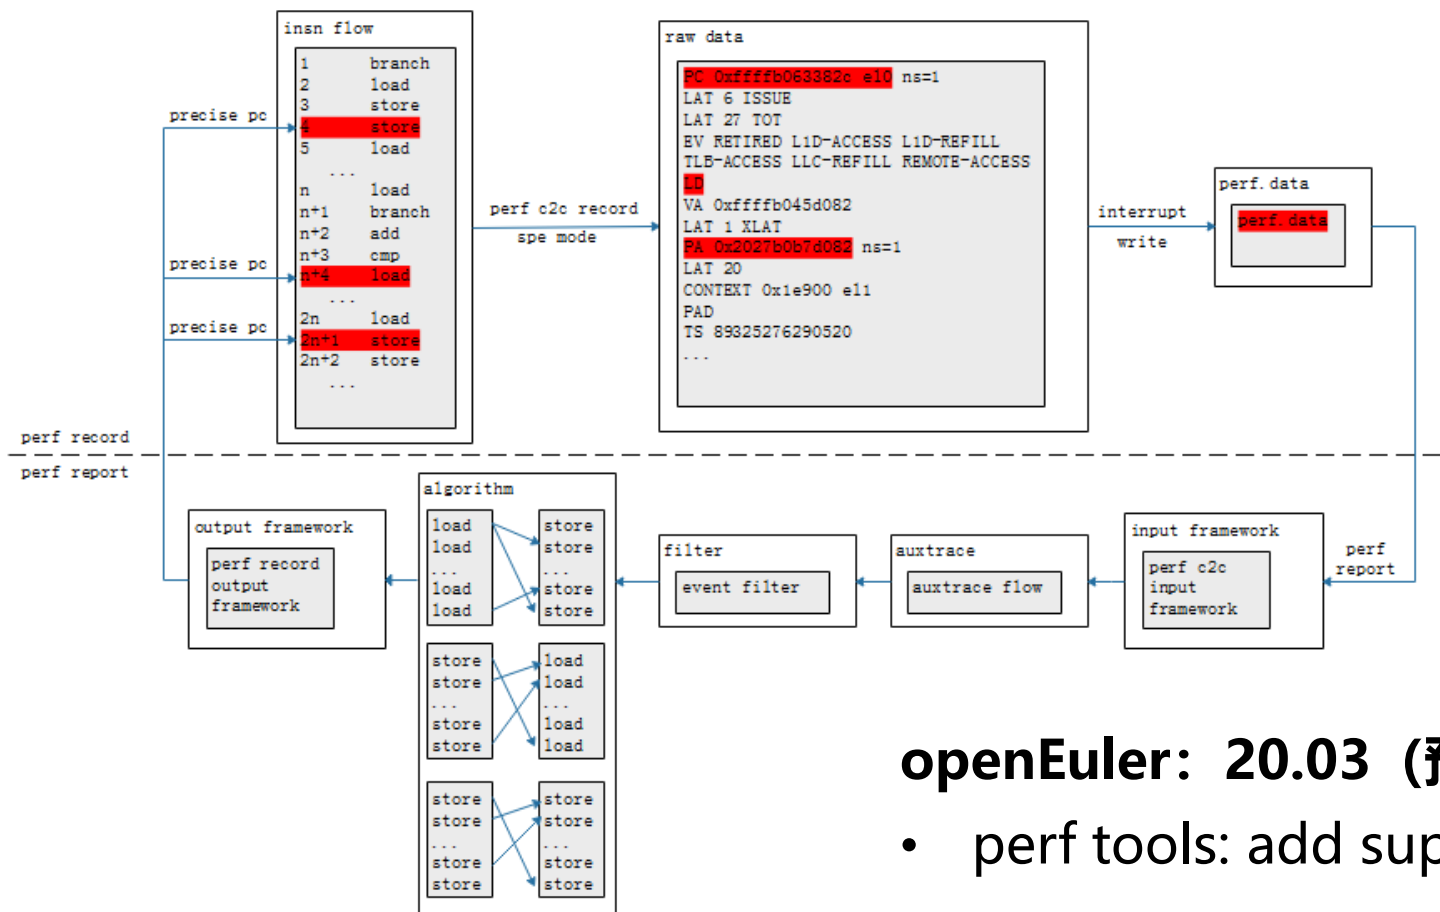 insn flow
1 branch
2 load
3 store
4 store
5 load
...
n load
n+1 branch
n+2 add
n+3 cmp
n+4 load
...
2n load
2n+1 store
2n+2 store
...
precise pc
precise pc
precise pc
perf c2c record
spe mode
raw data
PC 0xffffb063382c el0 ns=1
LAT 6 ISSUE
LAT 27 TOT
EV RETIRED L1D-ACCESS L1D-REFILL
TLB-ACCESS LLC-REFILL REMOTE-ACCESS
LD
VA 0xffffb045d082
LAT 1 XLAT
PA 0x2027b0b7d082 ns=1
LAT 20
CONTEXT 0x1e900 el1
PAD
TS 89325276290520
...
interrupt
write
perf.data
perf.data
perf record
perf report
output framework
perf record
output
framework
algorithm
load store
load store
... ...
load store
load store
store load
store load
... ...
store load
store load
store store
store store
... ...
store store
store store
filter
event filter
auxtrace
auxtrace flow
input framework
perf c2c
input
framework
perf
report
openEuler：20.03（
• perf tools: add sup